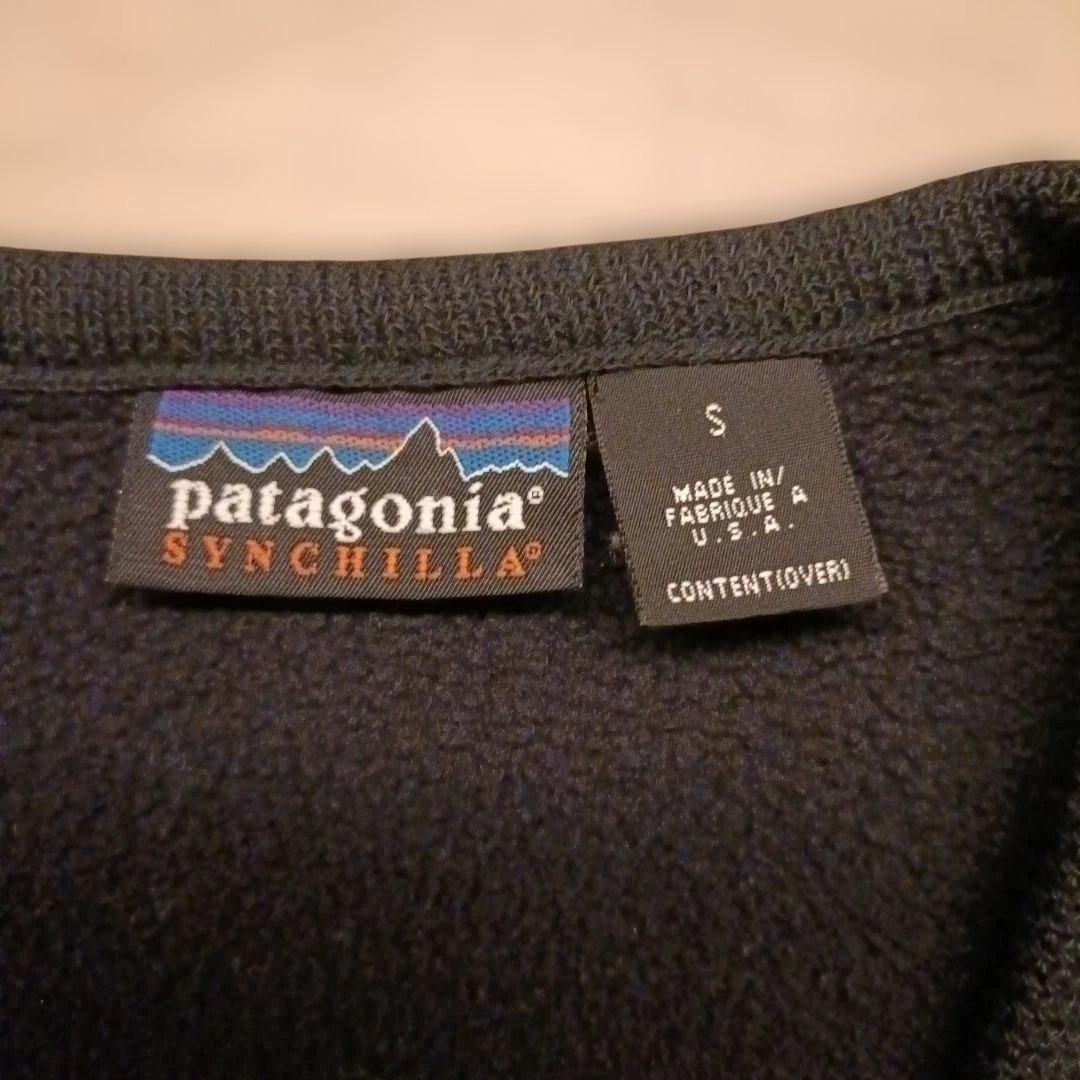 patagonia®
SYNCHILLA®
S
MADE IN/
FABRIQUE A
U.S.A.
CONTENT(OVER)